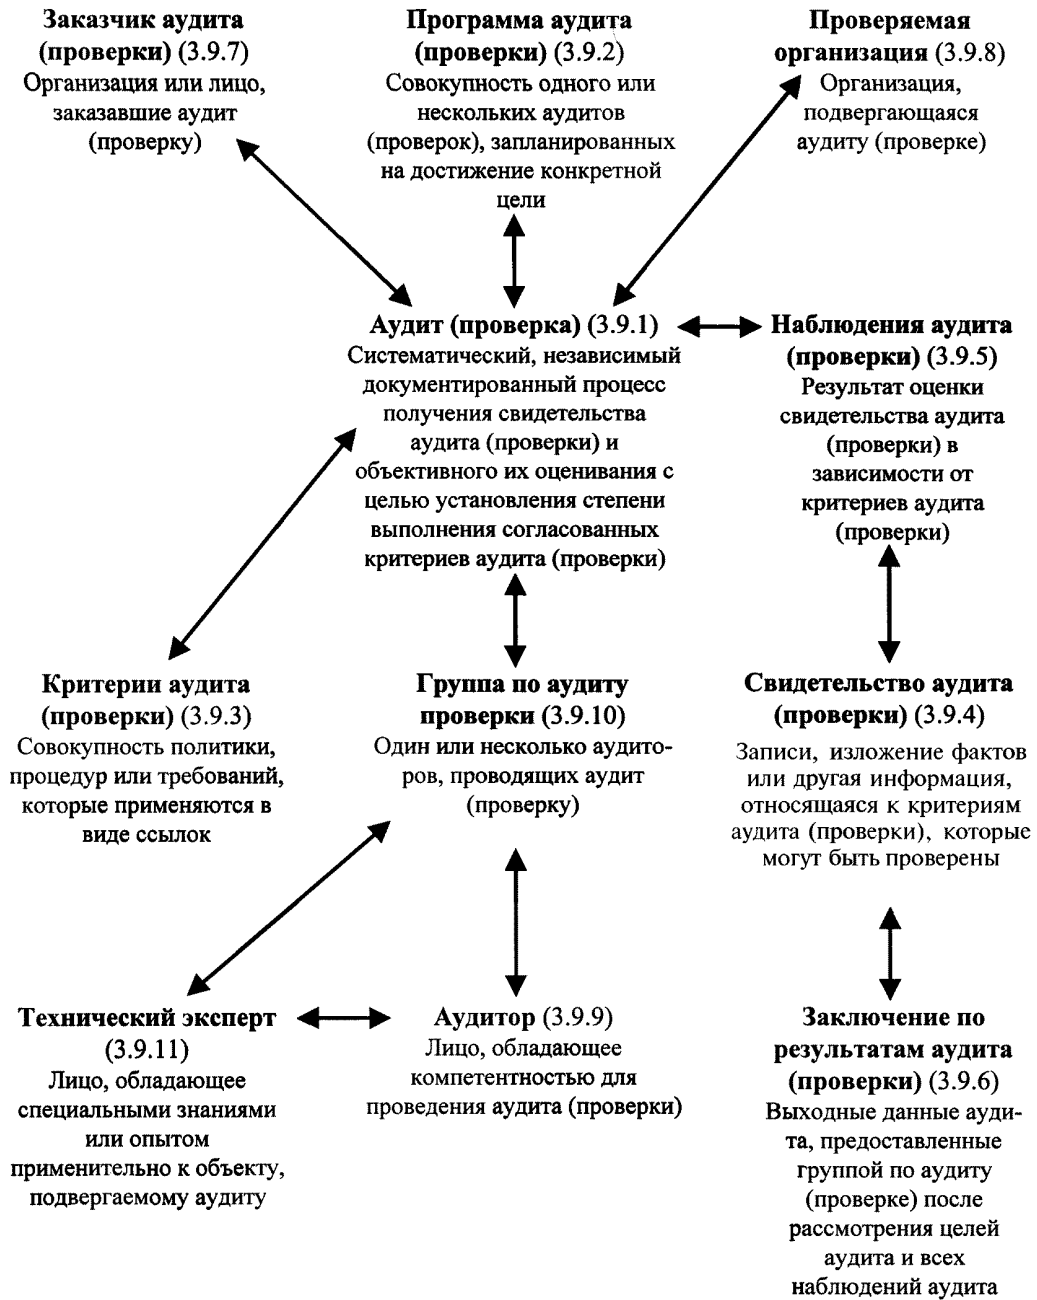 Заказчик аудита
(проверки) (3.9.7)
Организация или лицо,
заказавшие аудит
(проверку)
Программа аудита
(проверки) (3.9.2)
Совокупность одного или
нескольких аудитов
(проверок), запланированных
на достижение конкретной
цели
Проверяемая
организация (3.9.8)
Организация,
подвергающаяся
аудиту (проверке)
Аудит (проверка) (3.9.1)
Систематический, независимый
документированный процесс
получения свидетельства
аудита (проверки) и
объективного их оценивания с
целью установления степени
выполнения согласованных
критериев аудита (проверки)
Наблюдения аудита
(проверки) (3.9.5)
Результат оценки
свидетельства аудита
(проверки) в
зависимости от
критериев аудита
(проверки)
Критерии аудита
(проверки) (3.9.3)
Совокупность политики,
процедур или требований,
которые применяются в
виде ссылок
Группа по аудиту
проверки (3.9.10)
Один или несколько аудито-
ров, проводящих аудит
(проверку)
Свидетельство аудита
(проверки) (3.9.4)
Записи, изложение фактов
или другая информация,
относящаяся к критериям
аудита (проверки), которые
могут быть проверены
Технический эксперт
(3.9.11)
Лицо, обладающее
специальными знаниями
или опытом
применительно к объекту,
подвергаемому аудиту
Аудитор (3.9.9)
Лицо, обладающее
компетентностью для
проведения аудита (проверки)
Заключение по
результатам аудита
(проверки) (3.9.6)
Выходные данные ауди-
та, предоставленные
группой по аудиту
(проверке) после
рассмотрения целей
аудита и всех
наблюдений аудита